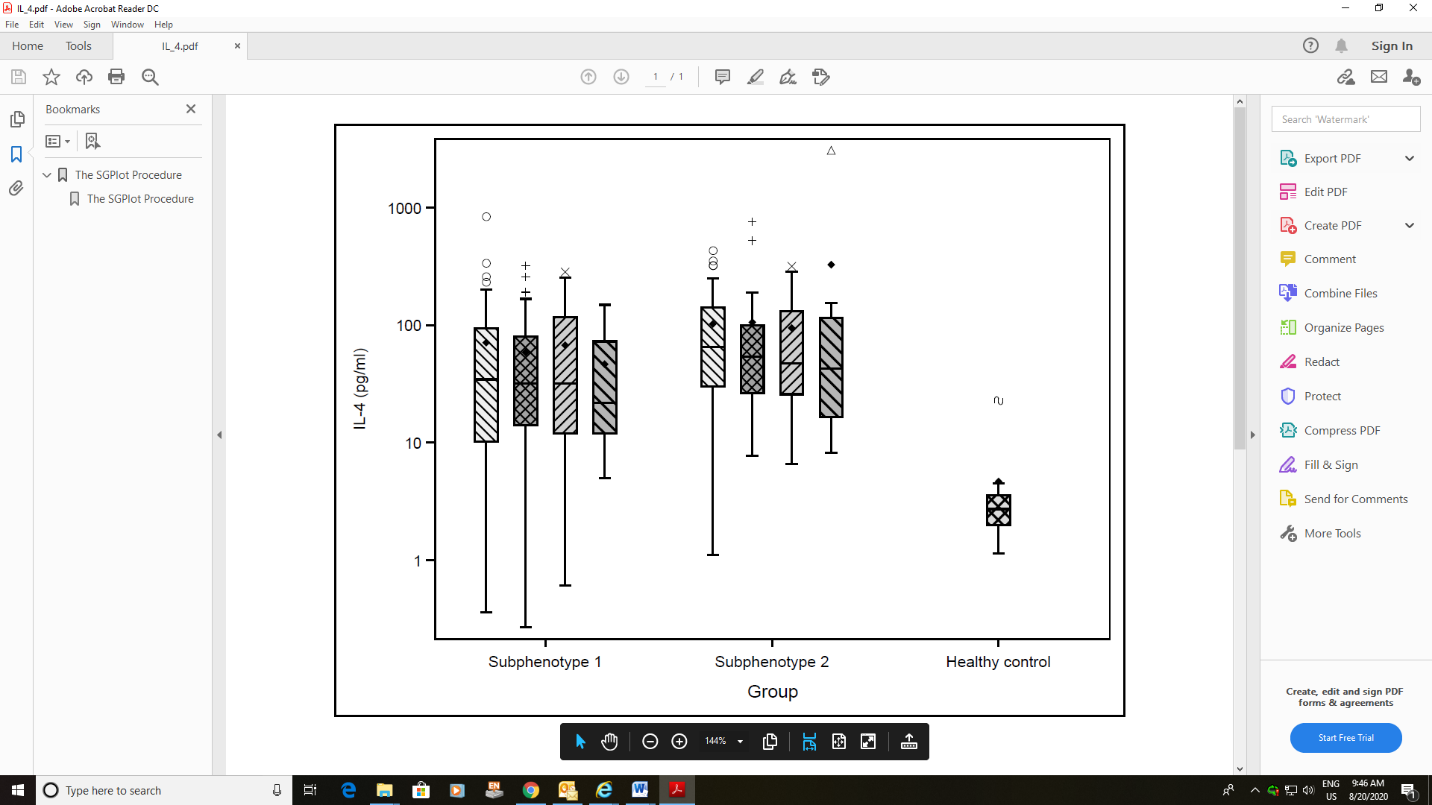 IL_4.pdf - Adobe Acrobat Reader DC
File Edit View Sign Window Help
Home Tools IL_4.pdf × Sign In
1 / 1
Bookmarks
The SGPlot Procedure
The SGPlot Procedure
1000
100
10
1
IL-4 (pg/ml)
Subphenotype 1 Subphenotype 2 Healthy control
Group
144%
Search 'Watermark'
Export PDF
Edit PDF
Create PDF
Comment
Combine Files
Organize Pages
Redact
Protect
Compress PDF
Fill & Sign
Send for Comments
More Tools
Create, edit and sign PDF
forms & agreements
Start Free Trial
Type here to search
EN
ENG
US
9:46 AM
8/20/2020
1